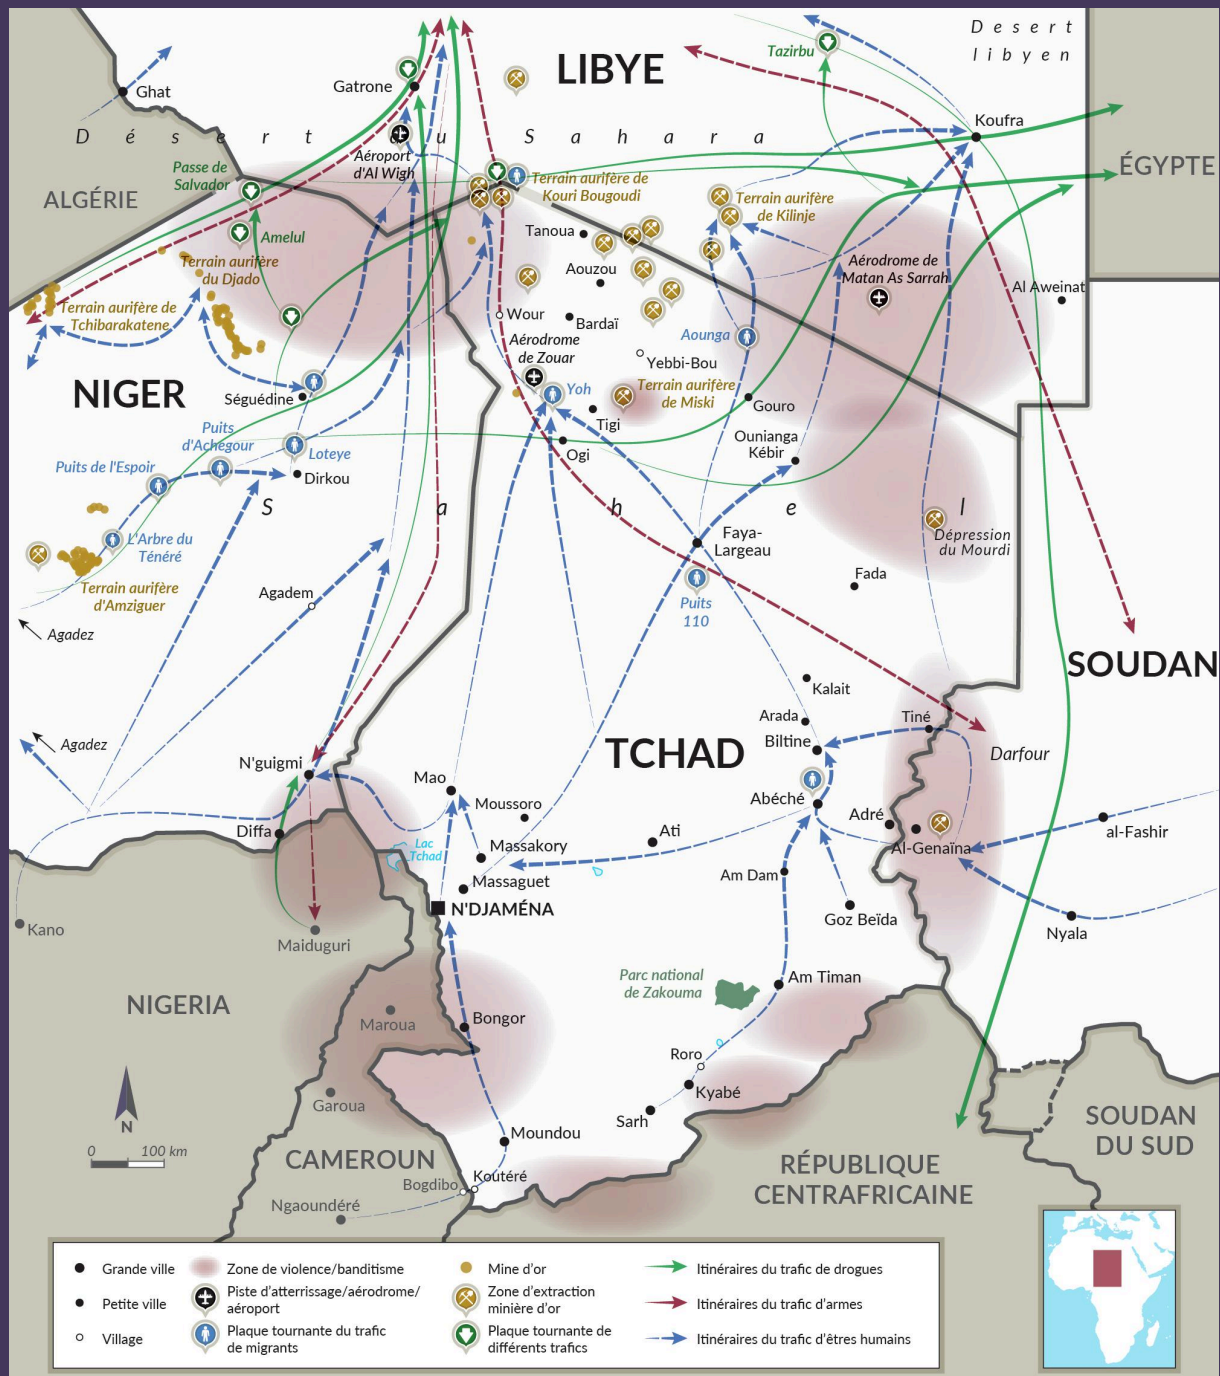 Desert
libyen
Tazirbu
LIBYE
Gatrone
Ghat
Koufra
Désert du Sahara
Aéroport
d'Al Wigh
Passe de
Salvador
ALGÉRIE
ÉGYPTE
Terrain aurifère de
Kouri Bougoudi
Terrain aurifère
de Kilinje
Amelul
Tanoua
Terrain aurifère
du Djado
Aouzou
Aérodrome de
Matan As Sarrah
Al Aweinat
Terrain aurifère de
Tchibarakatene
Wour
Bardaï
Aounga
Aérodrome
de Zouar
Yebbi-Bou
NIGER
Séguédine
Yoh
Terrain aurifère
de Miski
Gouro
Tigi
Puits
d'Achegour
Loteye
Ogi
Ounianga
Kébir
Puits de l'Espoir
Dirkou
Sahel
L'Arbre du
Ténéré
Faya-
Largeau
Dépression
du Mourdi
Terrain aurifère
d'Amziguer
Agadem
Fada
Puits
110
Agadez
SOUDAN
Kalait
Arada
Tiné
Agadez
Biltine
TCHAD
Darfour
N'guigmi
Mao
Moussoro
Abéché
Adré
Diffa
Ati
al-Fashir
Lac
Tchad
Massakory
Al-Genaïna
Massaguet
Am Dam
N'DJAMÉNA
Goz Beïda
Kano
Nyala
Maiduguri
Parc national
de Zakouma
Am Timan
NIGERIA
Maroua
Bongor
Roro
Kyabé
Garoua
N
Sarh
0 100 km
Moundou
SOUDAN
DU SUD
CAMEROUN
Koutéré
Bogdibo
RÉPUBLIQUE
CENTRAFRICAINE
Ngaoundéré
Grande ville
Zone de violence/banditisme
Mine d'or
Itinéraires du trafic de drogues
Petite ville
Piste d'atterrissage/aérodrome/
aéroport
Zone d'extraction
minière d'or
Itinéraires du trafic d'armes
Village
Plaque tournante du trafic
de migrants
Plaque tournante de
différents trafics
Itinéraires du trafic d'êtres humains